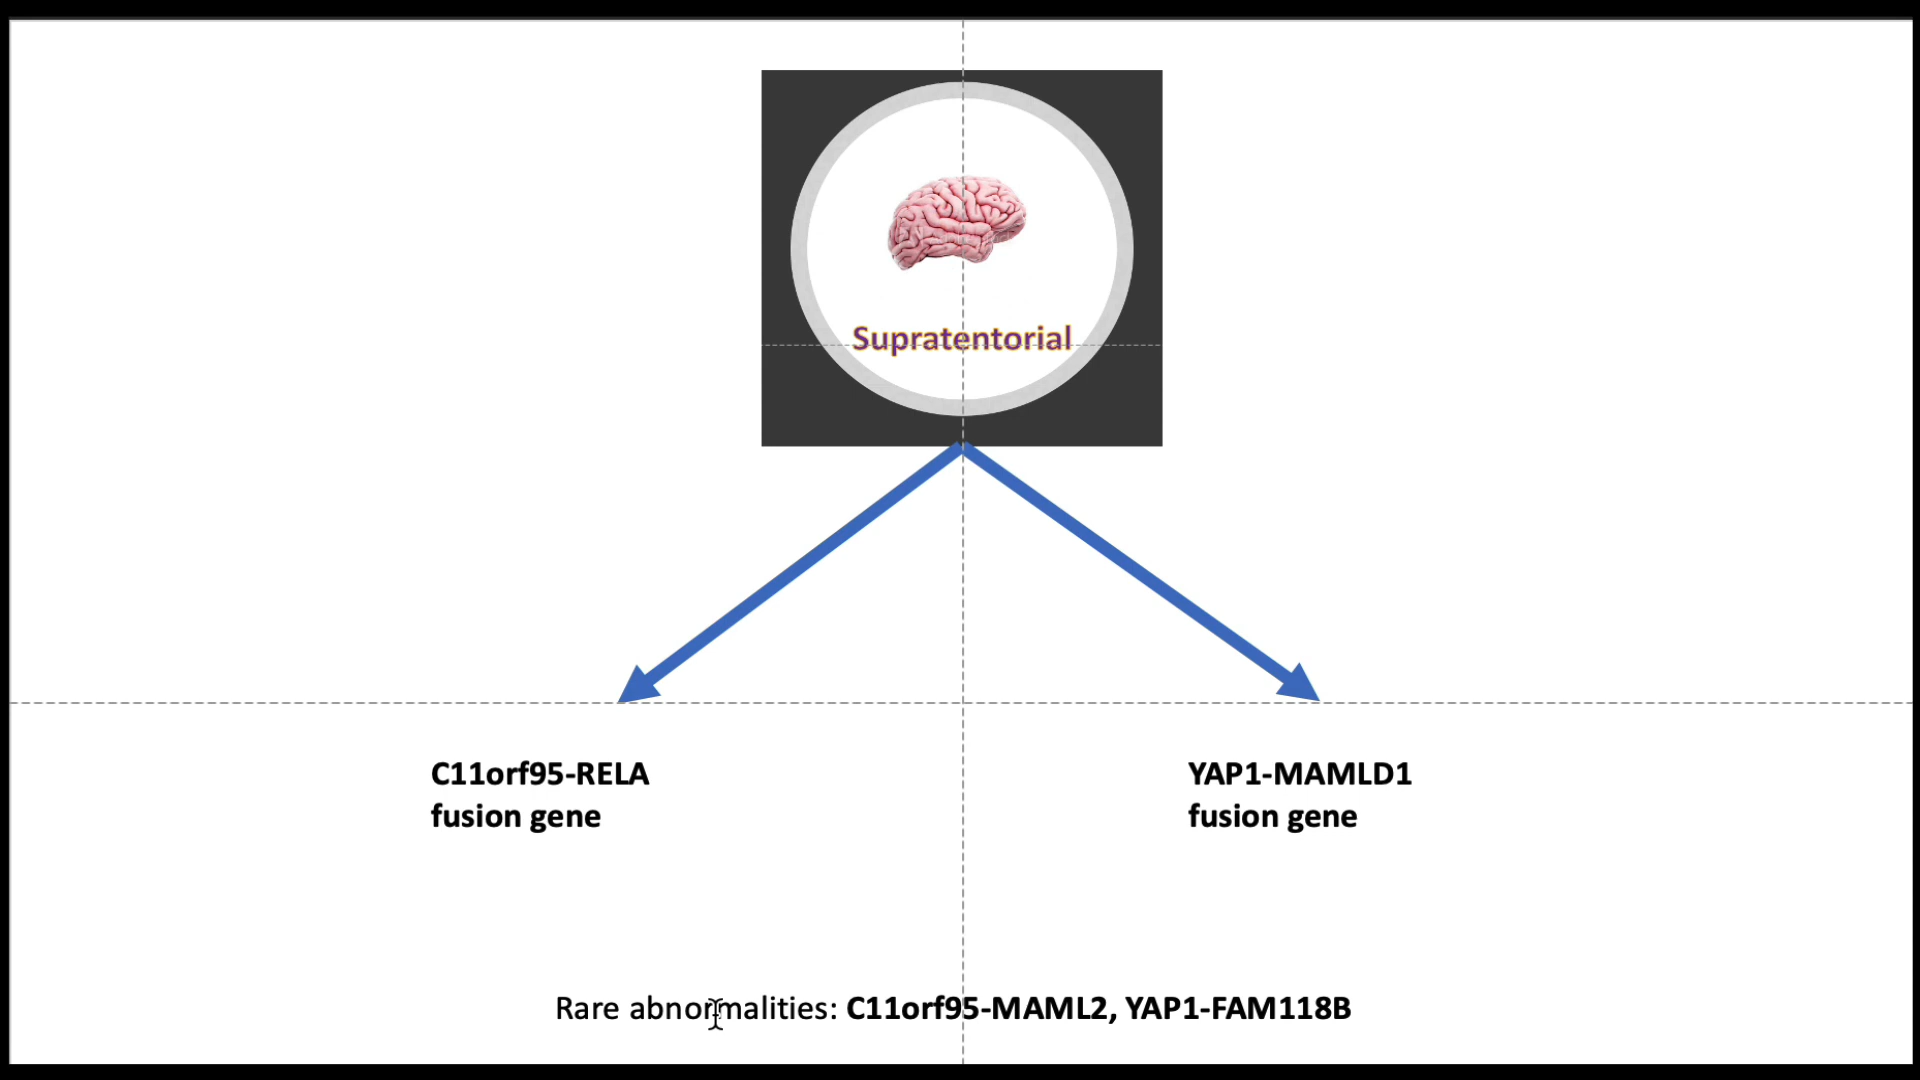 Supratentorial
C11orf95-RELA
fusion gene
YAP1-MAMLD1
fusion gene
Rare abnormalities: C11orf95-MAML2, YAP1-FAM118B